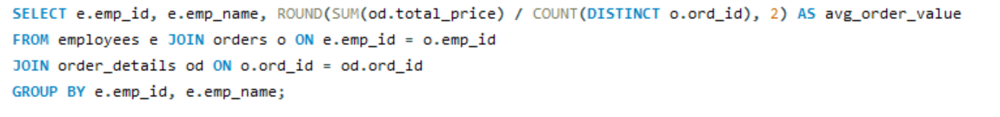 SELECT e.emp_id, e.emp_name, ROUND(SUM(od.total_price) / COUNT(DISTINCT o.ord_id), 2) AS avg_order_value
FROM employees e JOIN orders o ON e.emp_id = o.emp_id
JOIN order_details od ON o.ord_id = od.ord_id
GROUP BY e.emp_id, e.emp_name;